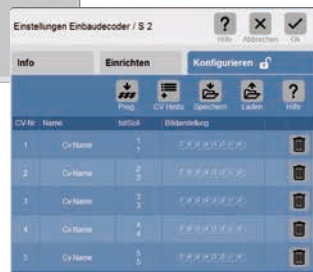 Einstellungen Einbaudecoder / S 2
Hilfe Abbrechen Ok
Info Einrichten Konfigurieren
Prog. CV Hinzu Speichern Laden Hilfe
CV-Nr Name Ist/Soll Bitdarstellung
1 Cv Name 1
1
2 Cv Name 2
2
3 Cv Name 3
3
4 Cv Name 4
4
5 Cv Name 5
5